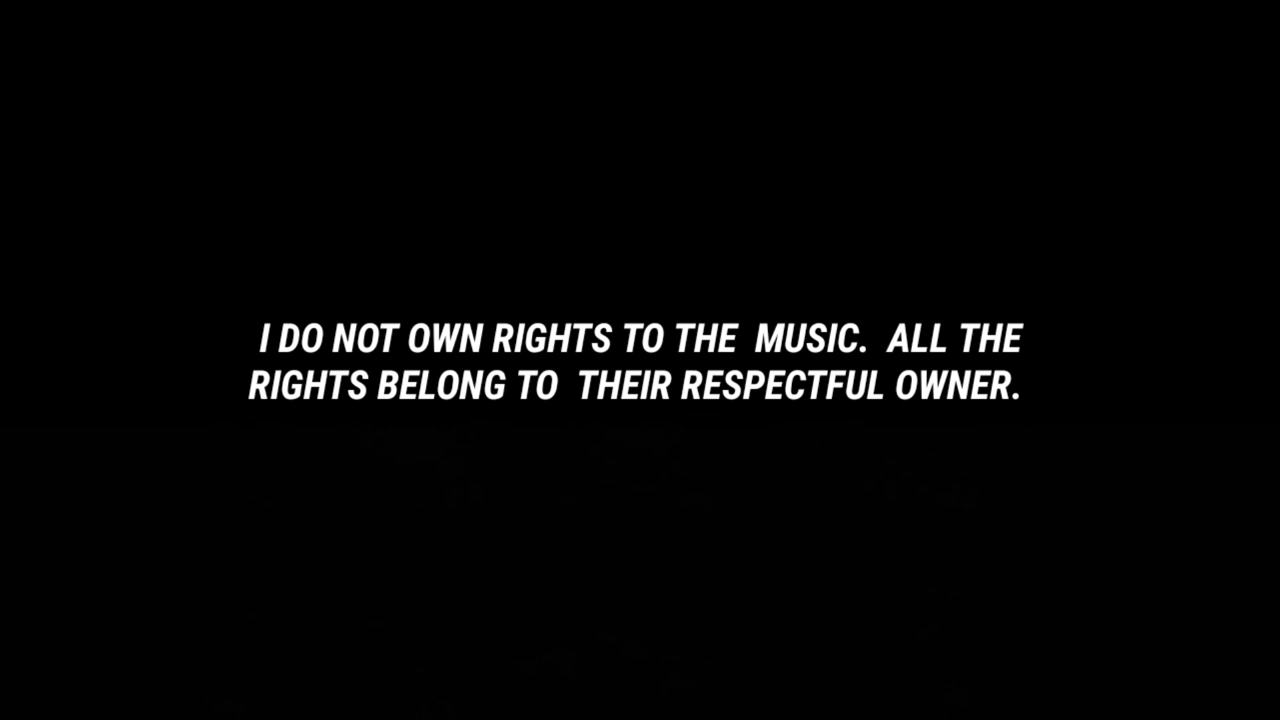 I DO NOT OWN RIGHTS TO THE  MUSIC.  ALL THE
RIGHTS BELONG TO  THEIR RESPECTFUL OWNER.